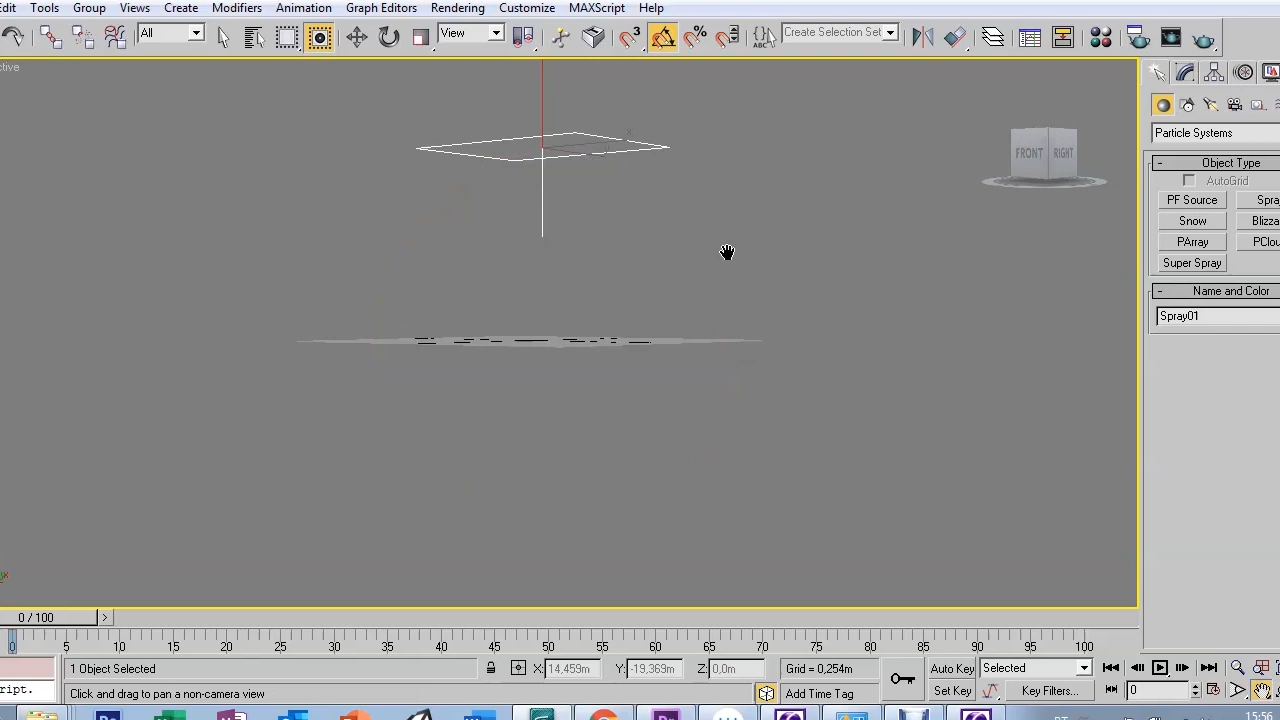 Edit Tools Group Views Create Modifiers Animation Graph Editors Rendering Customize MAXScript Help
All View 3 Create Selection Set
ctive
FRONT RIGHT
Particle Systems
- Object Type
AutoGrid
PF Source Spra
Snow Blizza
PArray PClou
Super Spray
- Name and Color
Spray01
0 / 100 >
0 5 10 15 20 25 30 35 40 45 50 55 60 65 70 75 80 85 90 95 100
1 Object Selected X: 14,459m Y: -19,369m Z: 0,0m Grid = 0,254m Auto Key Selected
ript. Click and drag to pan a non-camera view Add Time Tag Set Key Key Filters... 0
PT 15:56